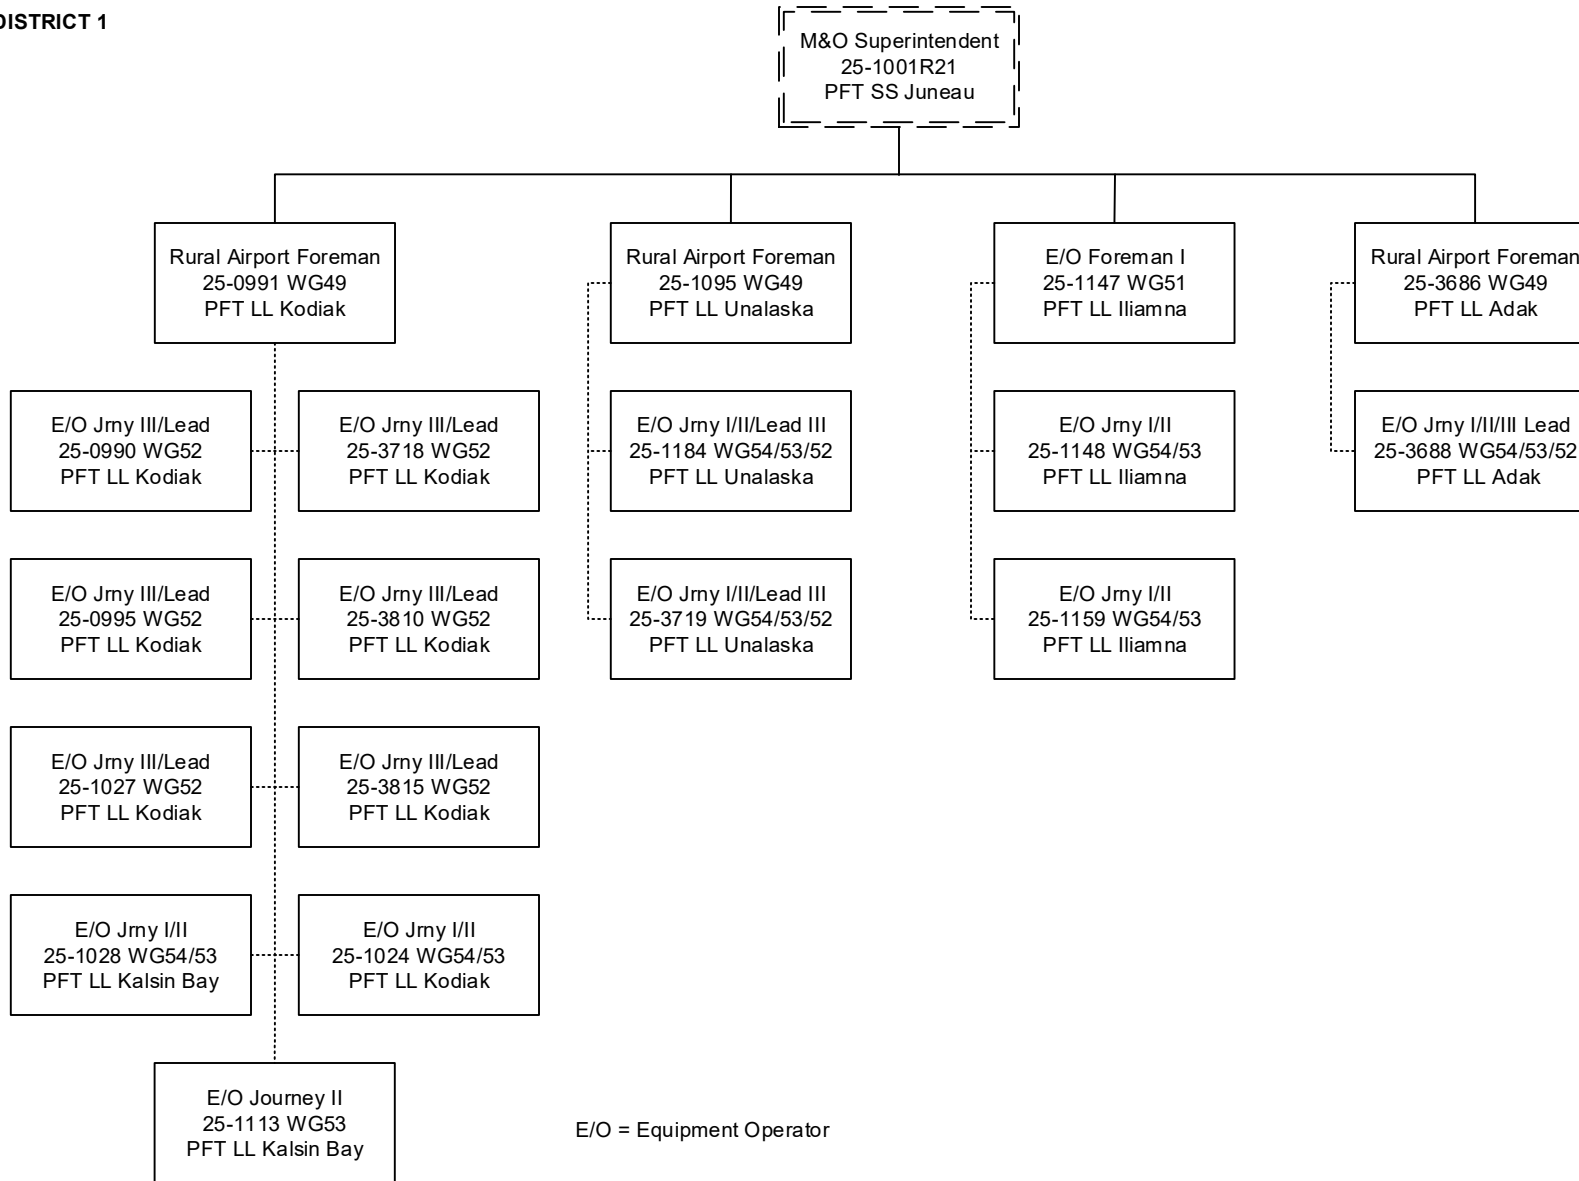 DISTRICT 1
M&O Superintendent
25-1001R21
PFT SS Juneau
Rural Airport Foreman
25-0991 WG49
PFT LL Kodiak
Rural Airport Foreman
25-1095 WG49
PFT LL Unalaska
E/O Foreman I
25-1147 WG51
PFT LL Iliamna
Rural Airport Foreman
25-3686 WG49
PFT LL Adak
E/O Jrny III/Lead
25-0990 WG52
PFT LL Kodiak
E/O Jrny III/Lead
25-3718 WG52
PFT LL Kodiak
E/O Jrny I/II/Lead III
25-1184 WG54/53/52
PFT LL Unalaska
E/O Jrny I/II
25-1148 WG54/53
PFT LL Iliamna
E/O Jrny I/II/III Lead
25-3688 WG54/53/52
PFT LL Adak
E/O Jrny III/Lead
25-0995 WG52
PFT LL Kodiak
E/O Jrny III/Lead
25-3810 WG52
PFT LL Kodiak
E/O Jrny I/II/Lead III
25-3719 WG54/53/52
PFT LL Unalaska
E/O Jrny I/II
25-1159 WG54/53
PFT LL Iliamna
E/O Jrny III/Lead
25-1027 WG52
PFT LL Kodiak
E/O Jrny III/Lead
25-3815 WG52
PFT LL Kodiak
E/O Jrny I/II
25-1028 WG54/53
PFT LL Kalsin Bay
E/O Jrny I/II
25-1024 WG54/53
PFT LL Kodiak
E/O Journey II
25-1113 WG53
PFT LL Kalsin Bay
E/O = Equipment Operator